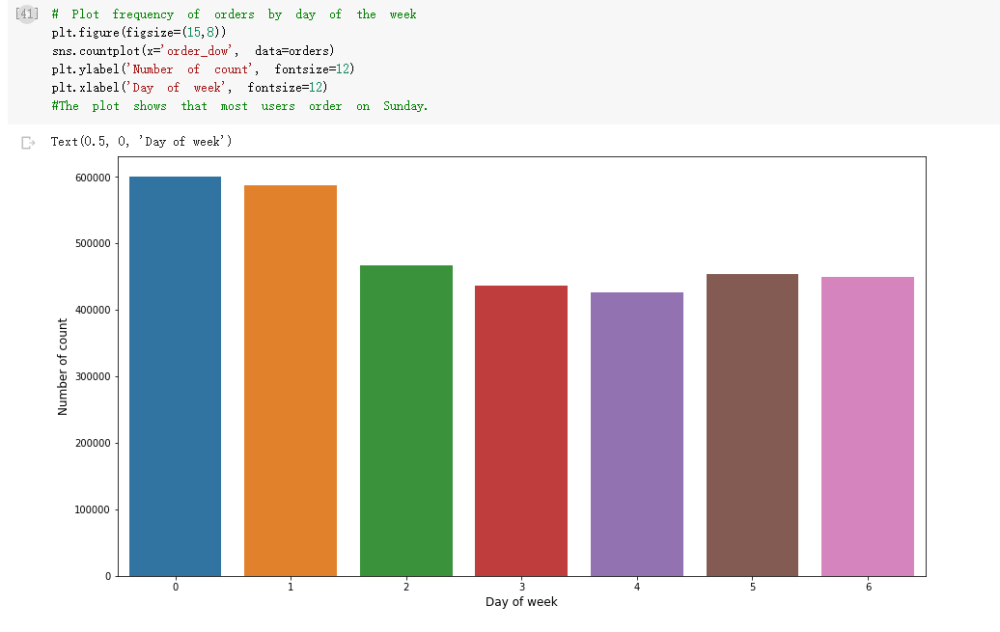 [41] # Plot frequency of orders by day of the week
plt.figure(figsize=(15,8))
sns.countplot(x='order_dow', data=orders)
plt.ylabel('Number of count', fontsize=12)
plt.xlabel('Day of week', fontsize=12)
#The plot shows that most users order on Sunday.
Text(0.5, 0, 'Day of week')
600000
500000
400000
300000
200000
100000
0
Number of count
0 1 2 3 4 5 6
Day of week